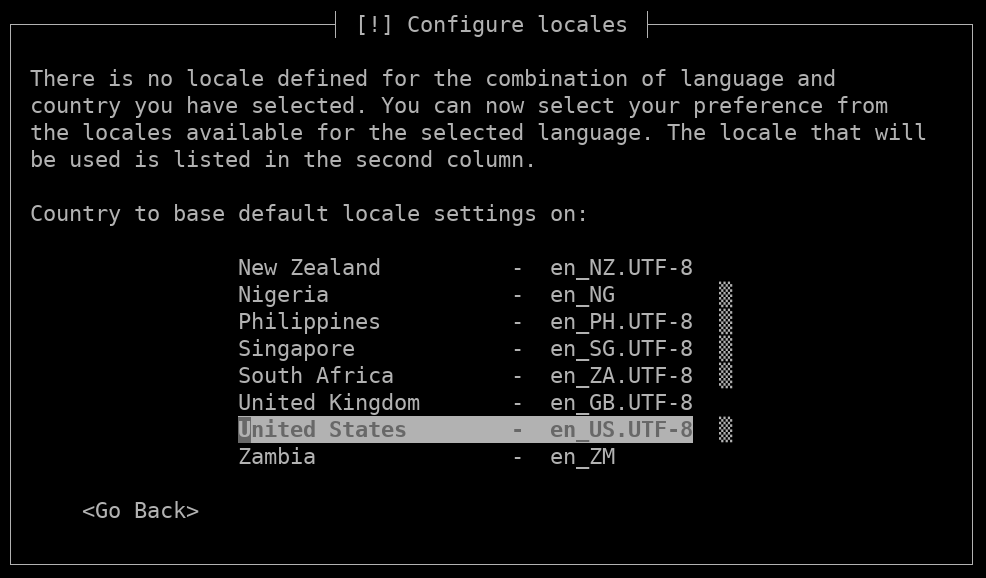 [!] Configure locales
There is no locale defined for the combination of language and
country you have selected. You can now select your preference from
the locales available for the selected language. The locale that will
be used is listed in the second column.
Country to base default locale settings on:
New Zealand - en_NZ.UTF-8
Nigeria - en_NG
Philippines - en_PH.UTF-8
Singapore - en_SG.UTF-8
South Africa - en_ZA.UTF-8
United Kingdom - en_GB.UTF-8
United States - en_US.UTF-8
Zambia - en_ZM
<Go Back>